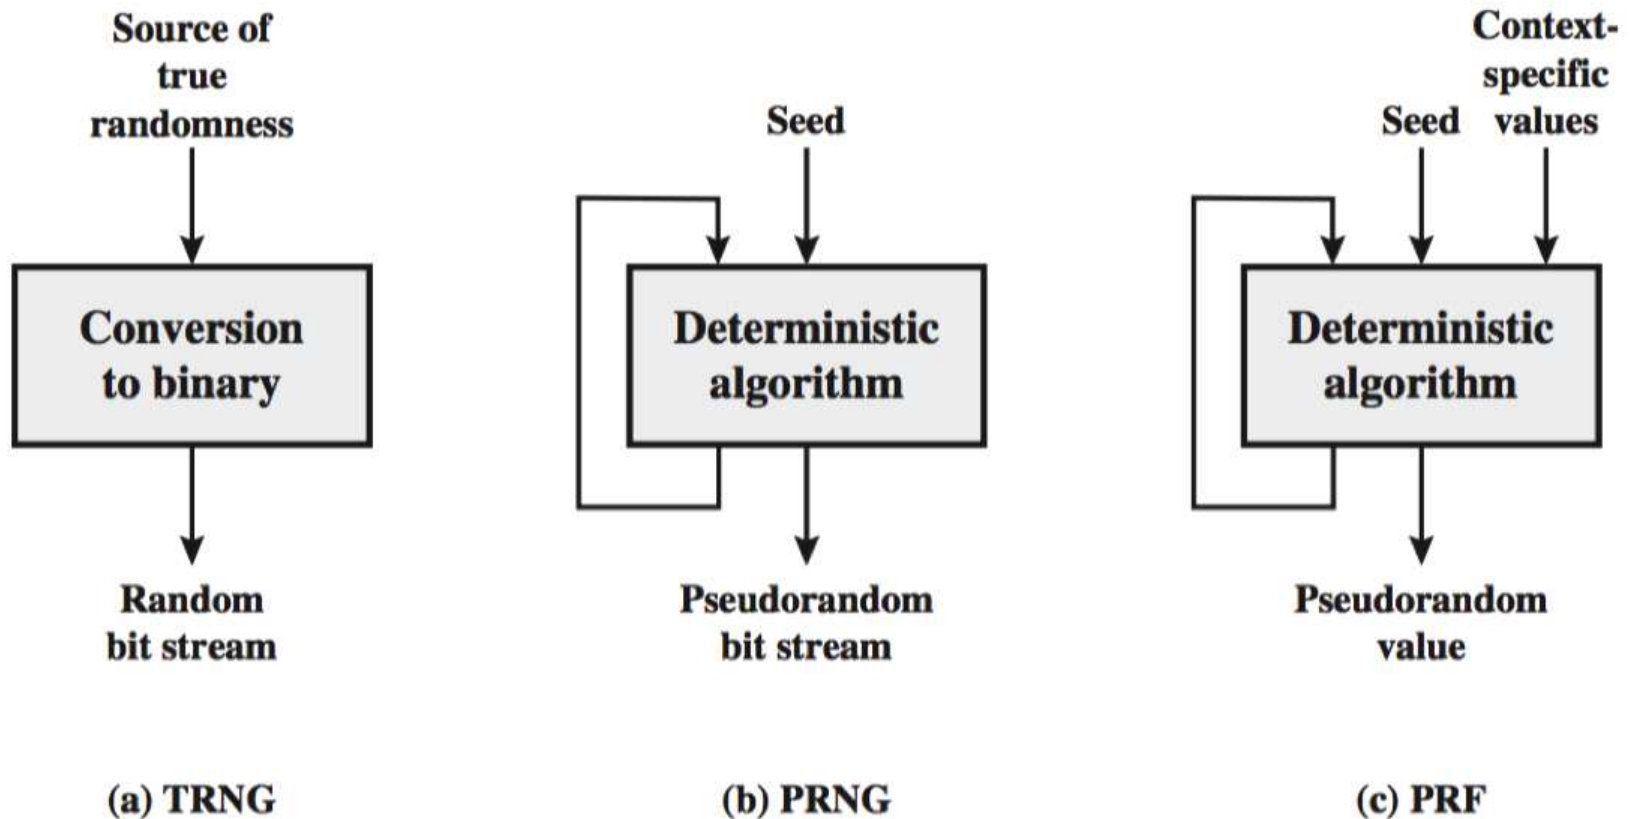 Source of
true
randomness
Conversion
to binary
Random
bit stream
(a) TRNG
Seed
Deterministic
algorithm
Pseudorandom
bit stream
(b) PRNG
Context-
specific
Seed values
Deterministic
algorithm
Pseudorandom
value
(c) PRF